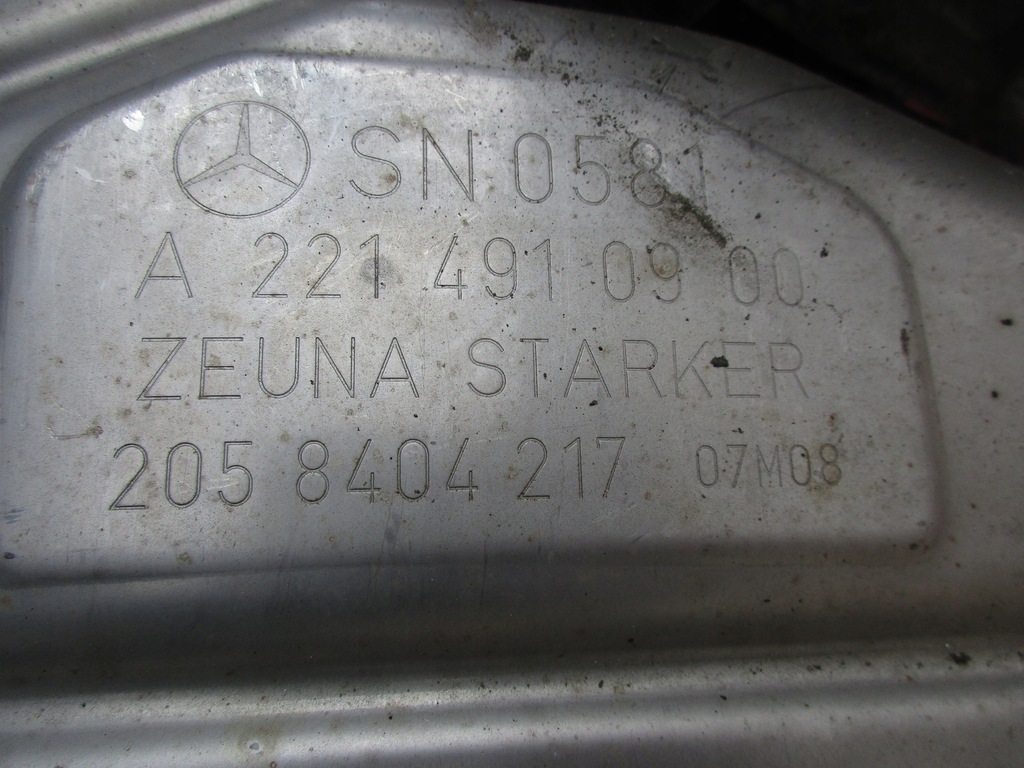 SN 0581
A 221 491 09 00
ZEUNA STARKER
205 8404 217 07M08